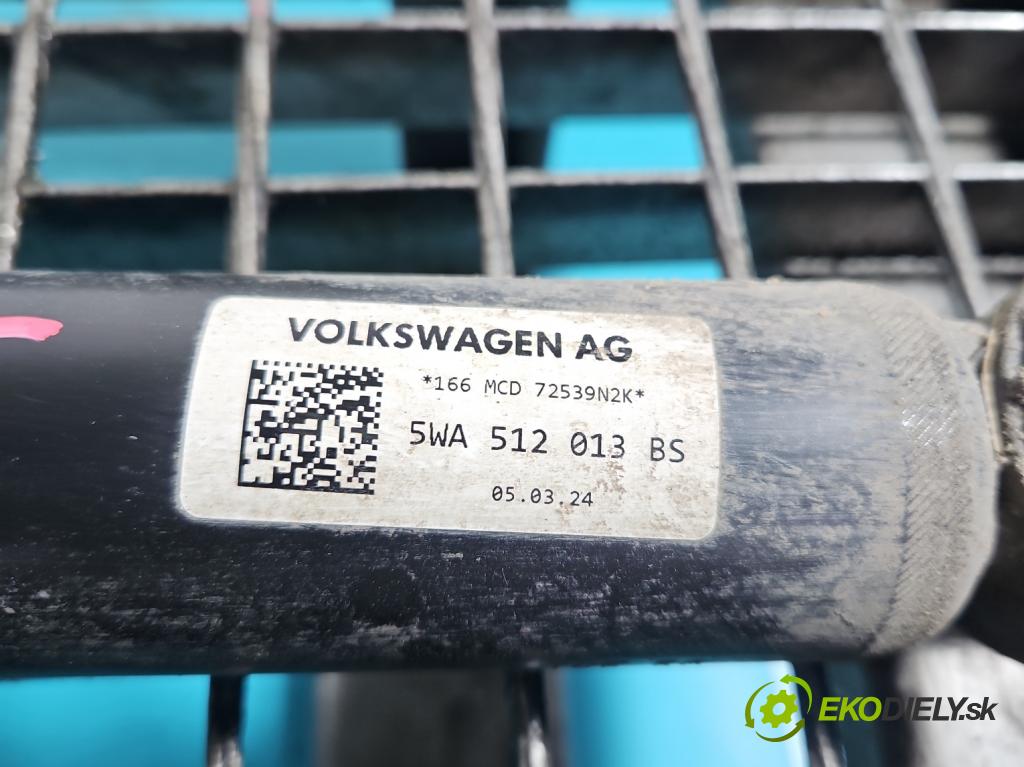 VOLKSWAGEN AG
*166 MCD 72539N2K*
5WA 512 013 BS
05.03.24
EKODIELY.sk